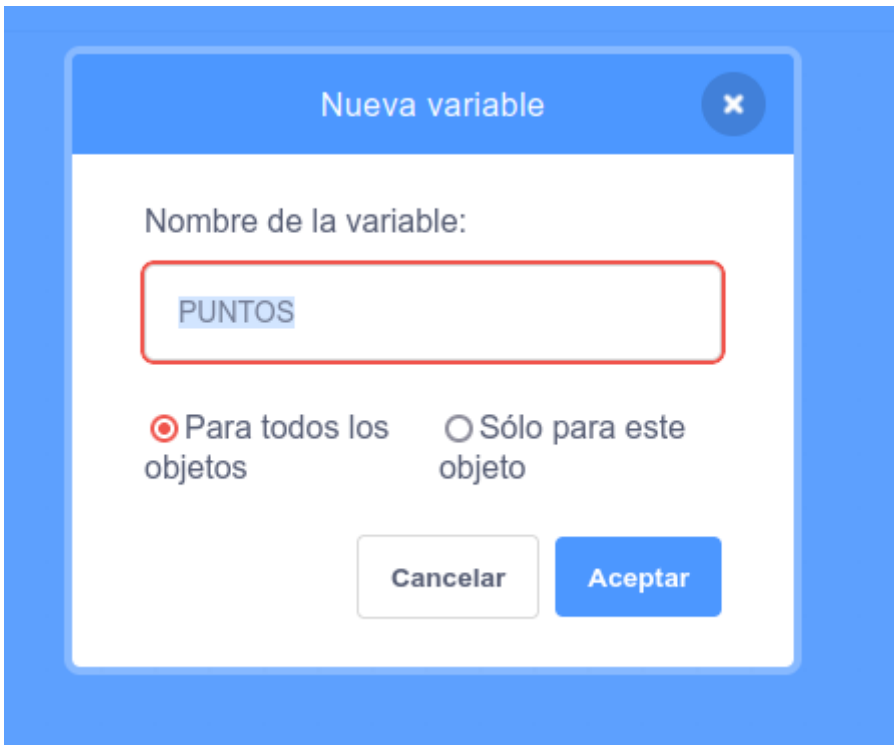 Nueva variable
Nombre de la variable:
PUNTOS
Para todos los
objetos
Sólo para este
objeto
Cancelar
Aceptar